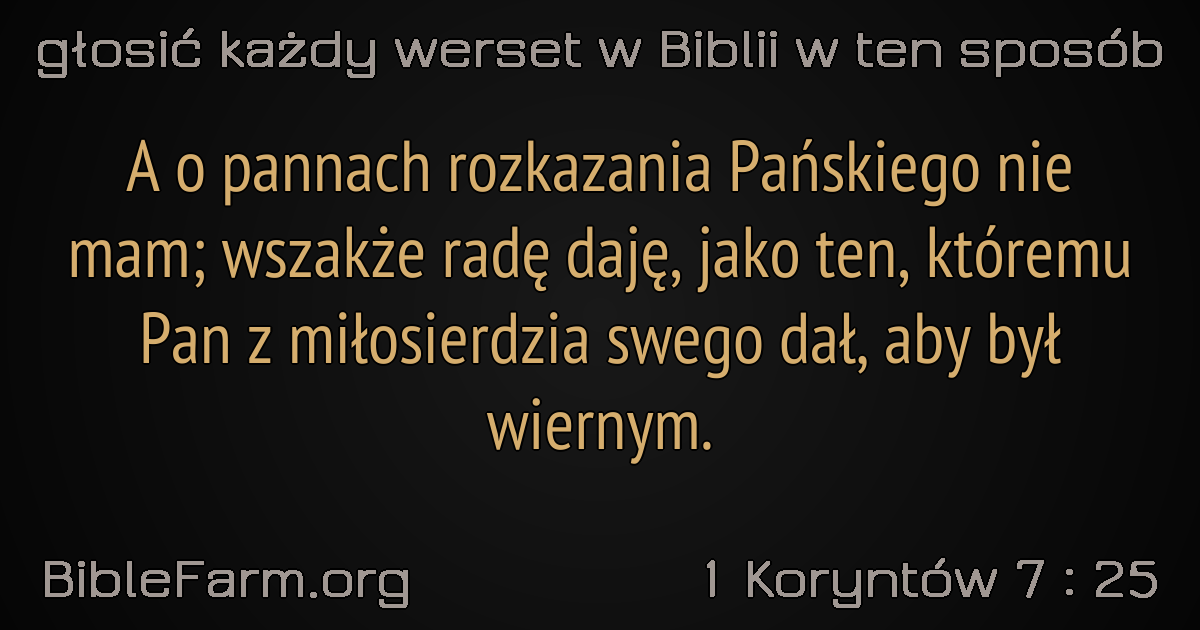 głosić każdy werset w Biblii w ten sposób
A o pannach rozkazania Pańskiego nie
mam; wszakże radę daję, jako ten, któremu
Pan z miłosierdzia swego dał, aby był
wiernym.
BibleFarm.org
1 Koryntów 7 : 25